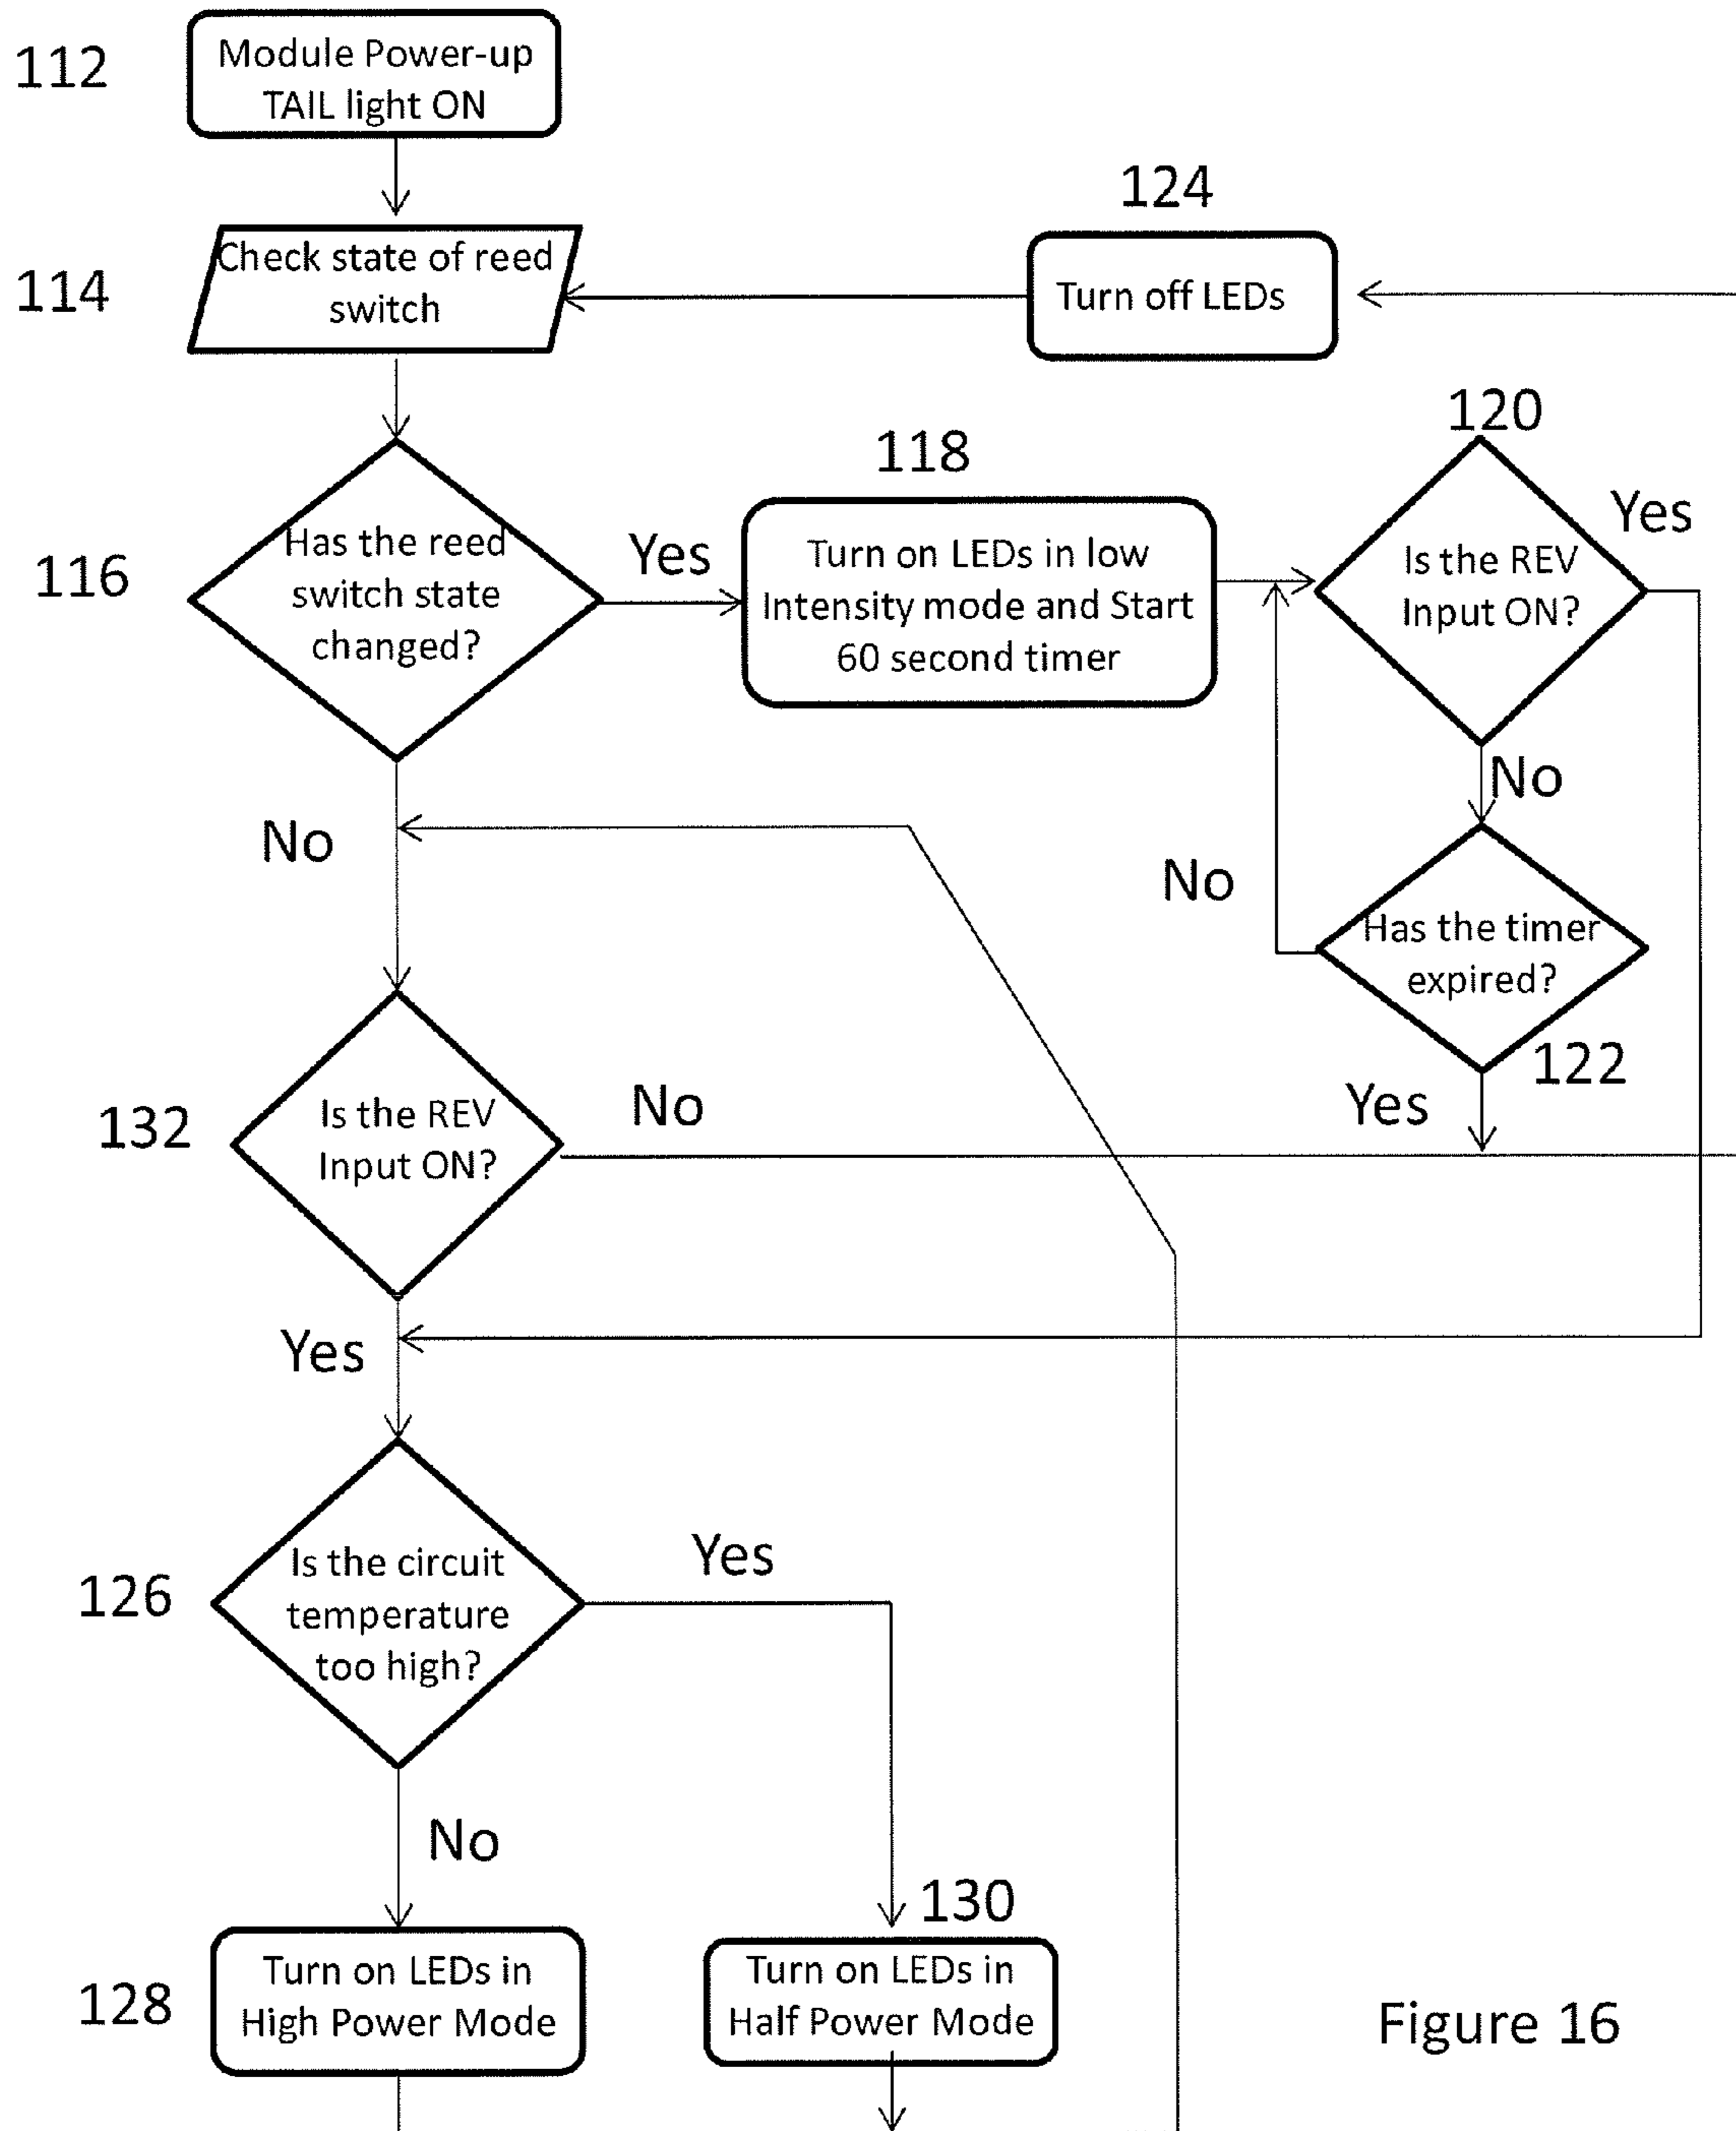 112
Module Power-up
TAIL light ON
124
114
Check state of reed
switch
Turn off LEDs
120
118
Yes
116
Has the reed
switch state
changed?
Yes
Turn on LEDs in low
Intensity mode and Start
60 second timer
Is the REV
Input ON?
No
No
No
Has the timer
expired?
122
Yes
132
Is the REV
Input ON?
No
Yes
126
Is the circuit
temperature
too high?
Yes
No
130
128
Turn on LEDs in
High Power Mode
Turn on LEDs in
Half Power Mode
Figure 16